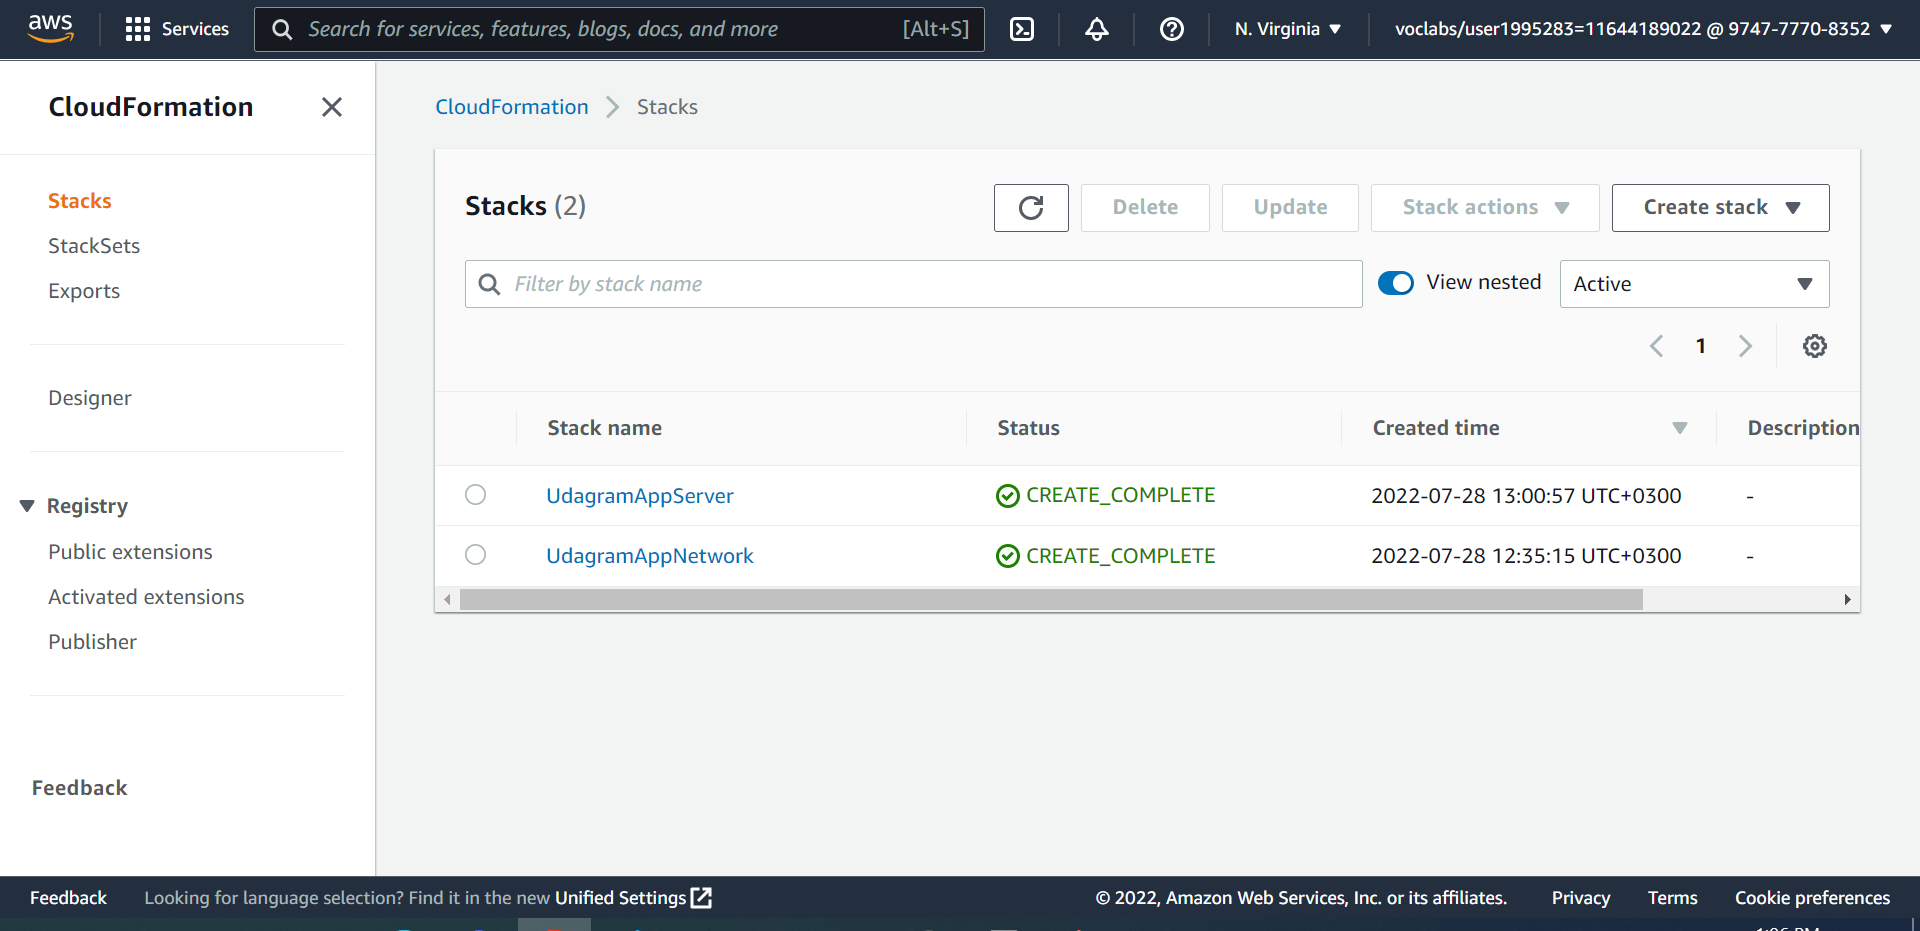 aws Services Search for services, features, blogs, docs, and more [Alt+S] N. Virginia voclabs/user1995283=11644189022 @ 9747-7770-8352
CloudFormation
Stacks
StackSets
Exports
Designer
Registry
Public extensions
Activated extensions
Publisher
Feedback
CloudFormation Stacks
Stacks (2) Delete Update Stack actions Create stack
Filter by stack name View nested Active
1
Stack name Status Created time Description
UdagramAppServer CREATE_COMPLETE 2022-07-28 13:00:57 UTC+0300 -
UdagramAppNetwork CREATE_COMPLETE 2022-07-28 12:35:15 UTC+0300 -
Feedback Looking for language selection? Find it in the new Unified Settings © 2022, Amazon Web Services, Inc. or its affiliates. Privacy Terms Cookie preferences